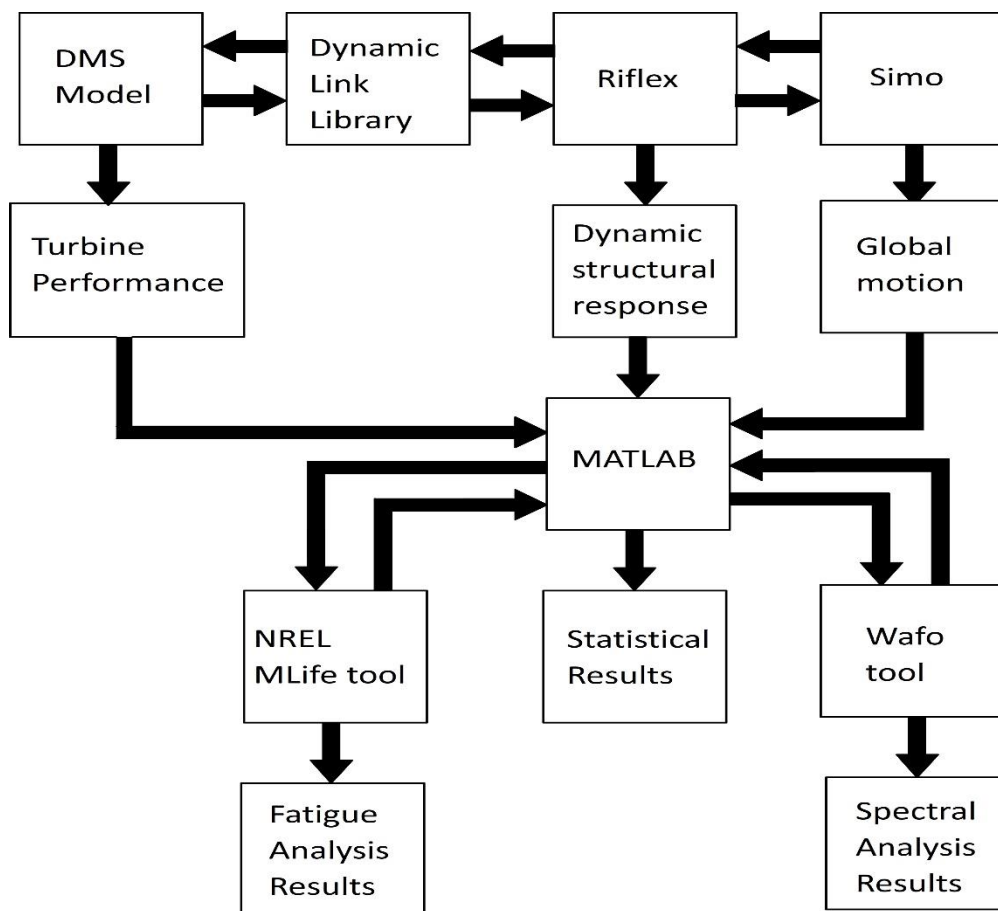 DMS
Model
Dynamic
Link
Library
Riflex
Simo
Turbine
Performance
Dynamic
structural
response
Global
motion
MATLAB
NREL
MLife tool
Statistical
Results
Wafo
tool
Fatigue
Analysis
Results
Spectral
Analysis
Results